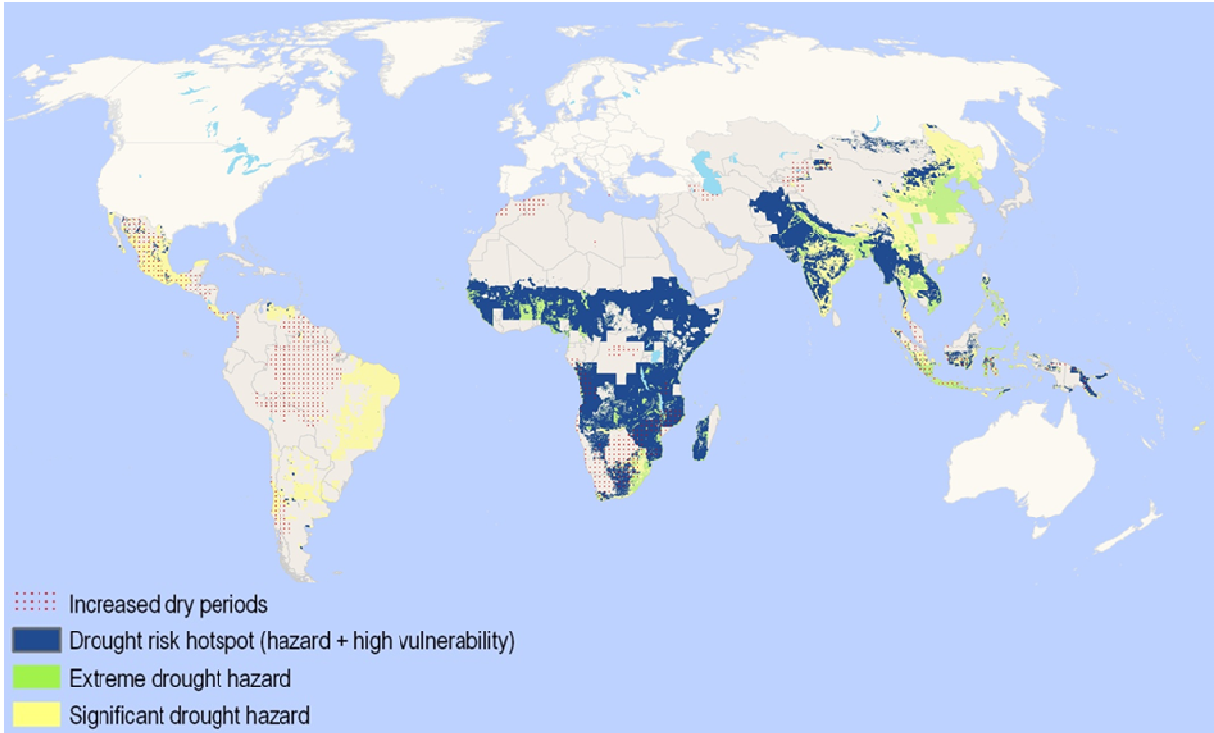 Increased dry periods
Drought risk hotspot (hazard + high vulnerability)
Extreme drought hazard
Significant drought hazard